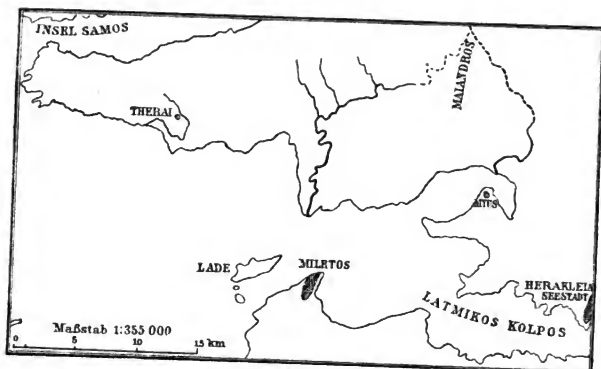 INSEL SAMOS
MAIANDROS
THERAI
MYUS
LADE
MILETOS
HERAKLEIA
SEESTADT
LATMIKOS KOLPOS
Maßstab 1:355 000
0 5 10 15 km